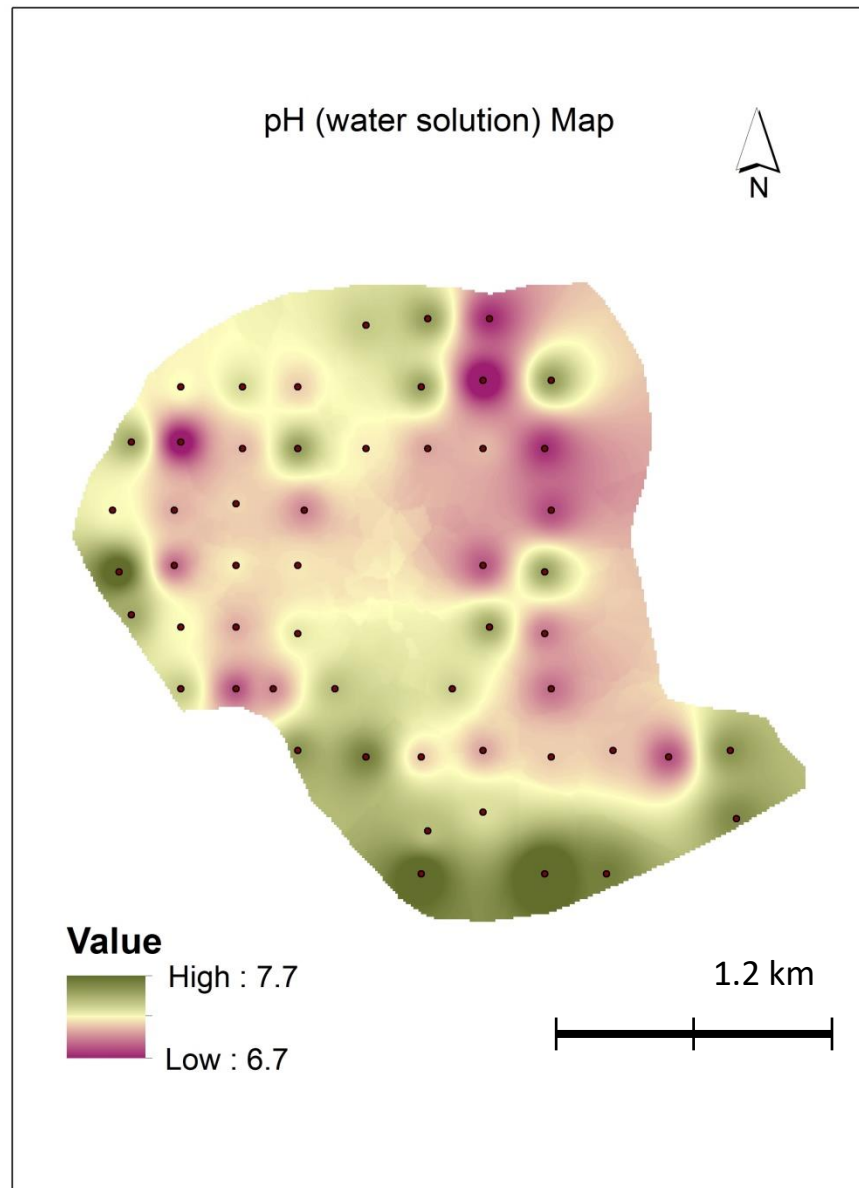 pH (water solution) Map
N
Value
High : 7.7
Low : 6.7
1.2 km